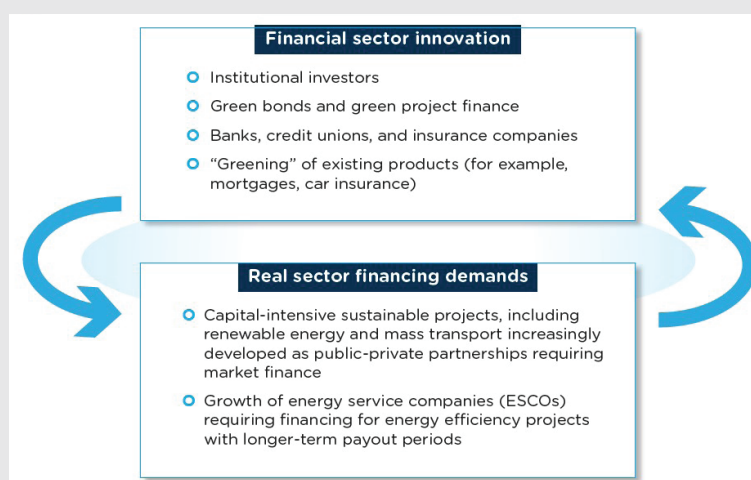 Financial sector innovation
Institutional investors
Green bonds and green project finance
Banks, credit unions, and insurance companies
“Greening” of existing products (for example,
mortgages, car insurance)
Real sector financing demands
Capital-intensive sustainable projects, including
renewable energy and mass transport increasingly
developed as public-private partnerships requiring
market finance
Growth of energy service companies (ESCOs)
requiring financing for energy efficiency projects
with longer-term payout periods